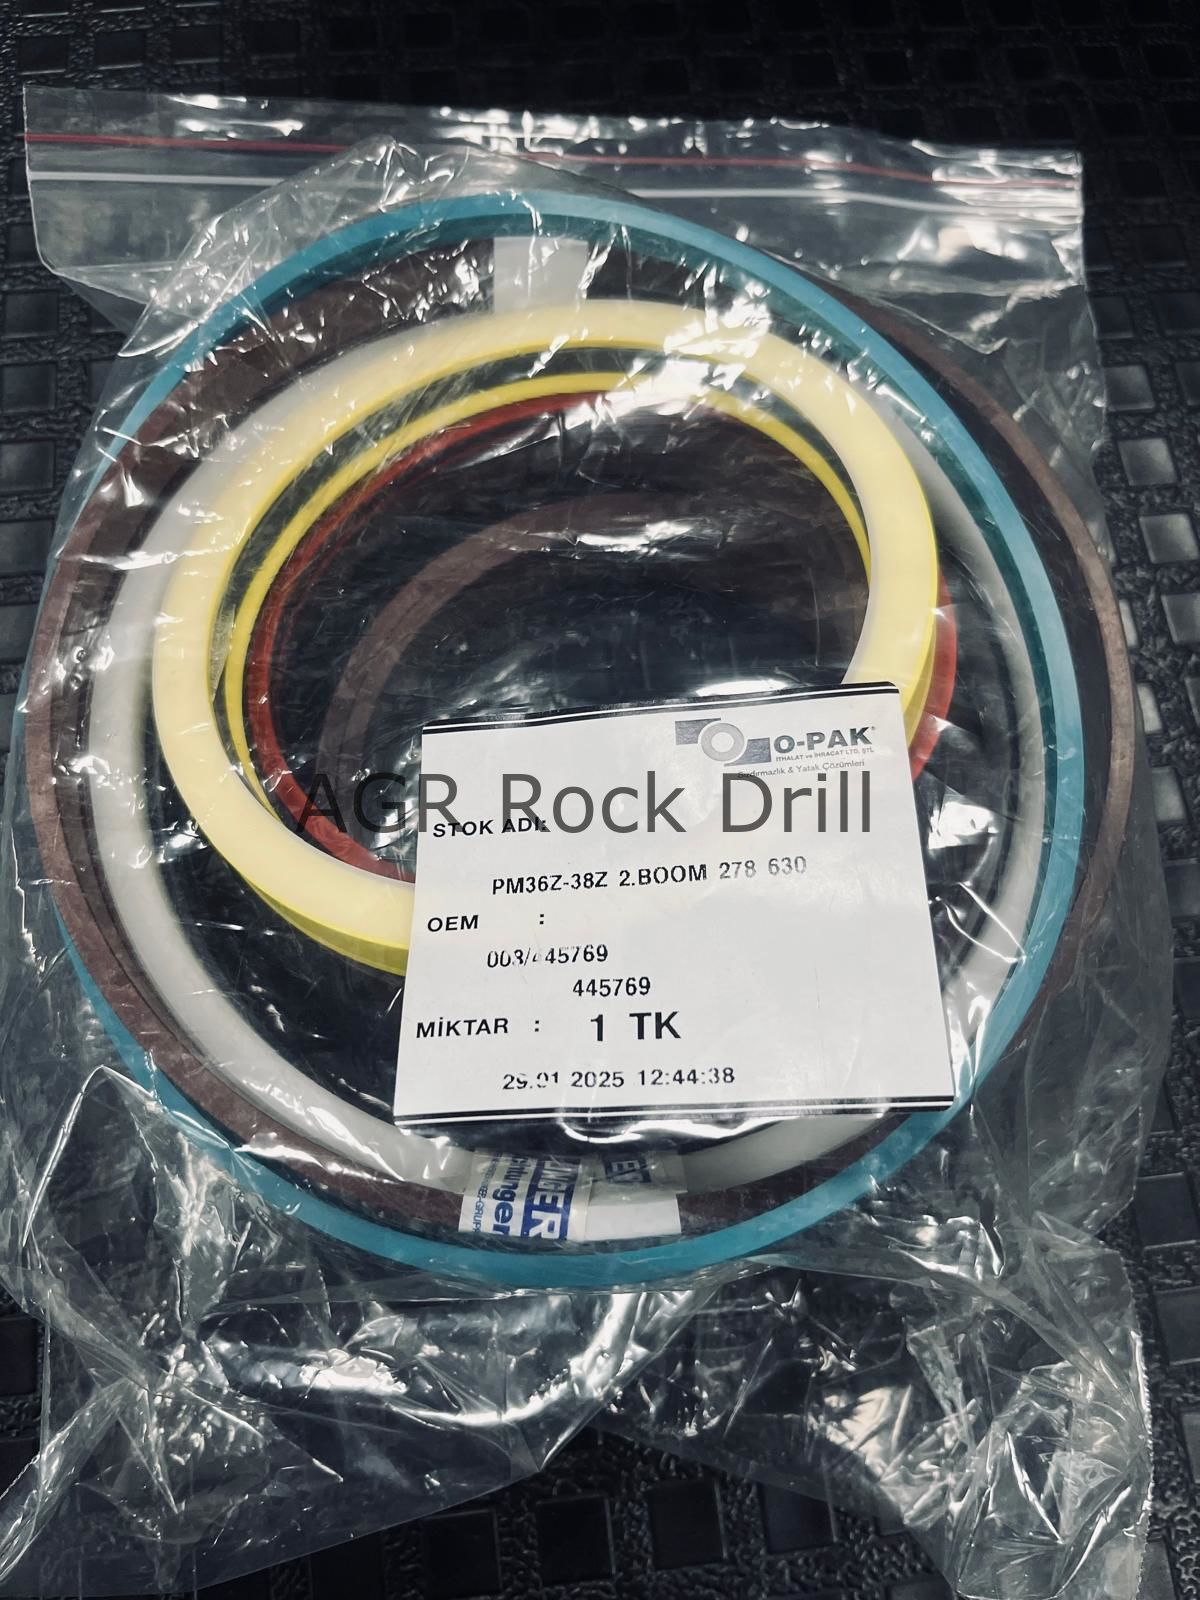 O-PAK
İTHALAT ve İHRACAT LTD. ŞTİ.
Sızdırmazlık & Yatak Çözümleri
AGR Rock Drill
STOK ADI:
PM36Z-38Z 2.BOOM 278 630
OEM :
008/445769
445769
MİKTAR : 1 TK
29.01 2025 12:44:38